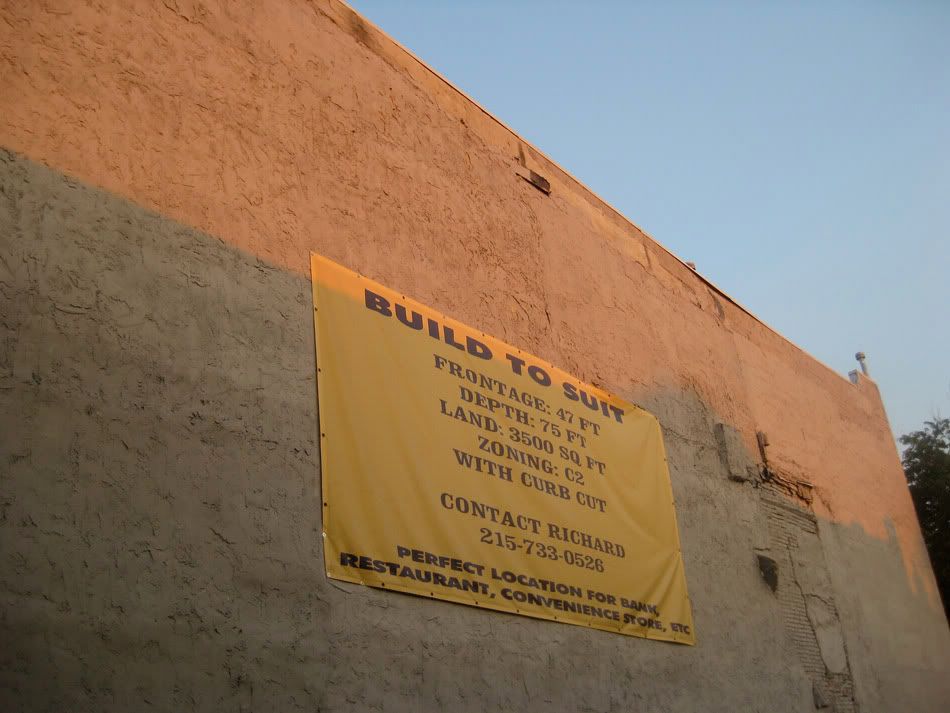 BUILD TO SUIT
FRONTAGE: 47 FT
DEPTH: 75 FT
LAND: 3500 SQ FT
ZONING: C2
WITH CURB CUT
CONTACT RICHARD
215-733-0526
PERFECT LOCATION FOR BANK,
RESTAURANT, CONVENIENCE STORE, ETC